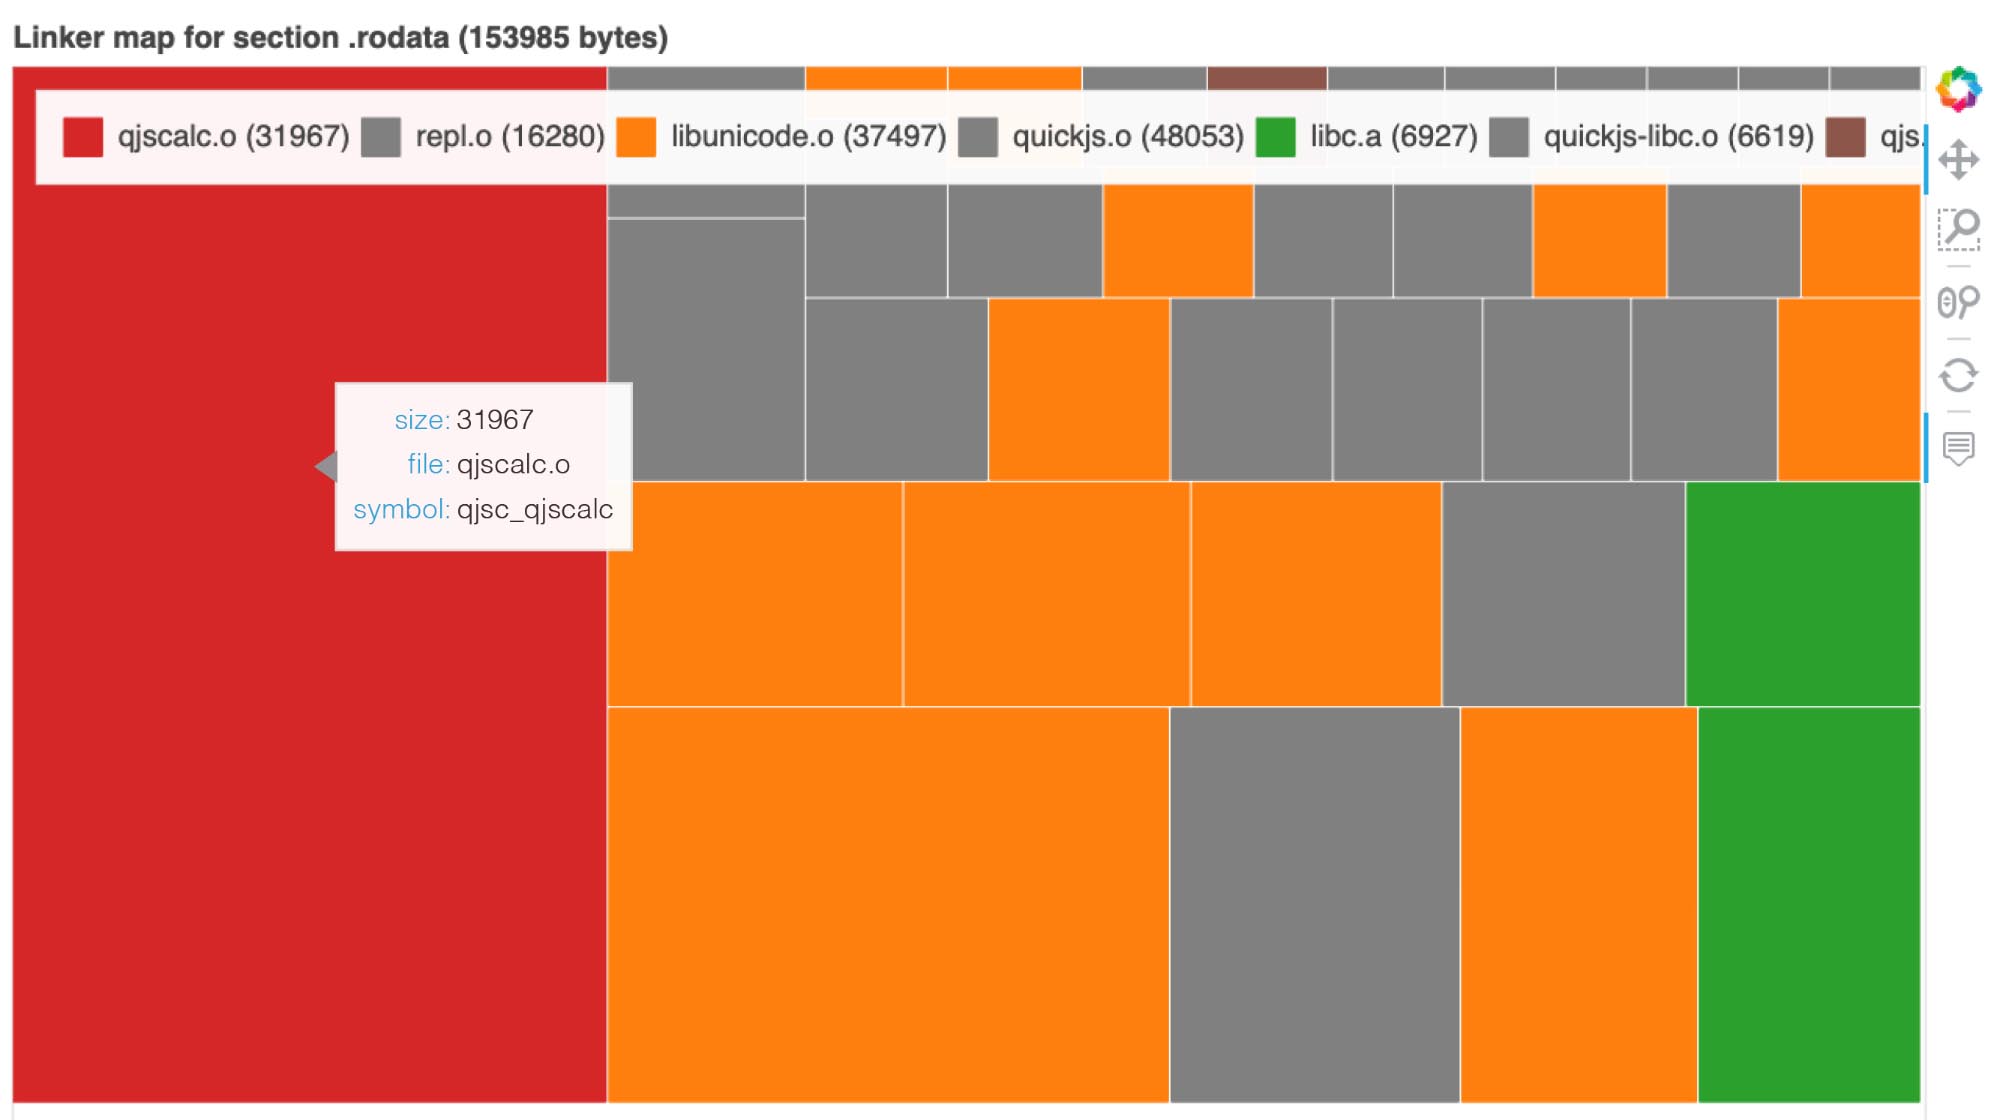 Linker map for section .rodata (153985 bytes)
qjscalc.o (31967) repl.o (16280) libunicode.o (37497) quickjs.o (48053) libc.a (6927) quickjs-libc.o (6619) qjs.
size: 31967
file: qjscalc.o
symbol: qjsc_qjscalc